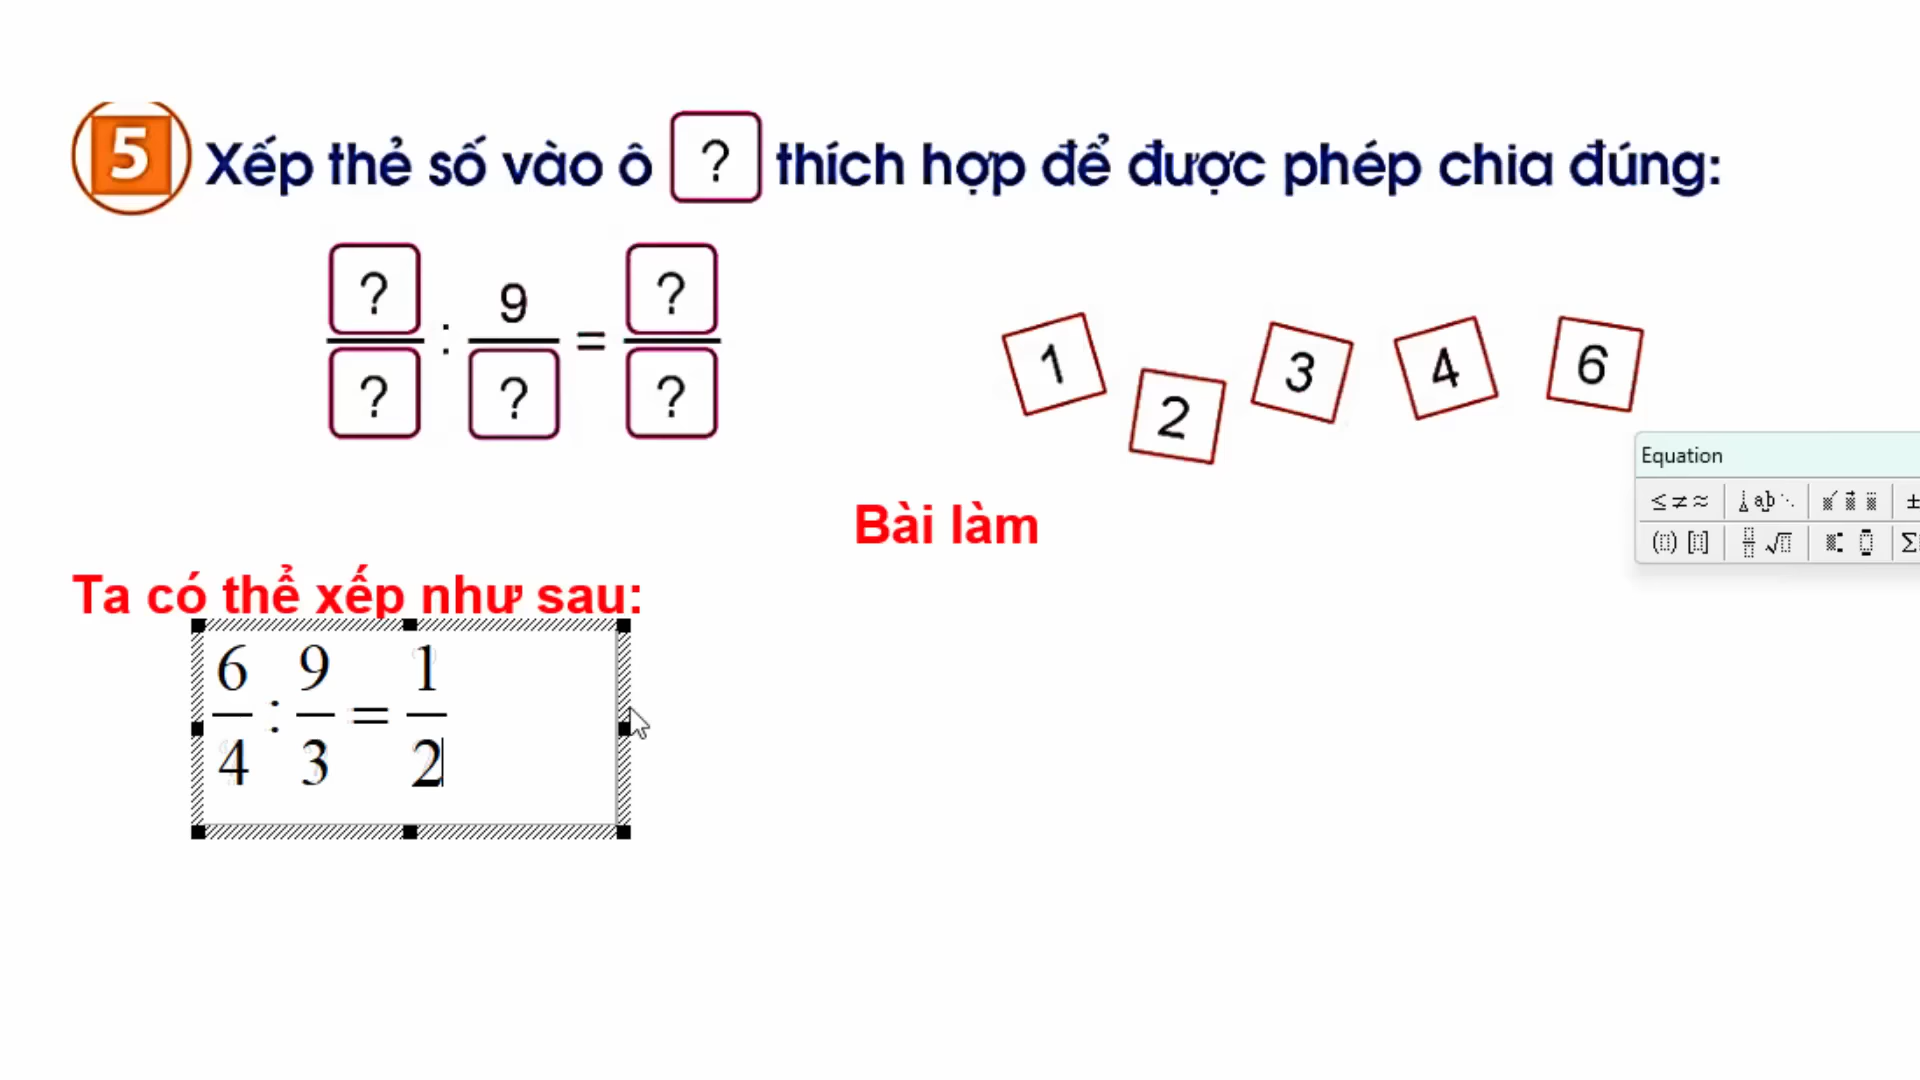 5 Xếp thẻ số vào ô ? thích hợp để được phép chia đúng:
? : 9 = ?
? ? ?
1 2 3 4 6
Equation
Bài làm
Ta có thể xếp như sau:
6 : 9 = 1
4 3 2